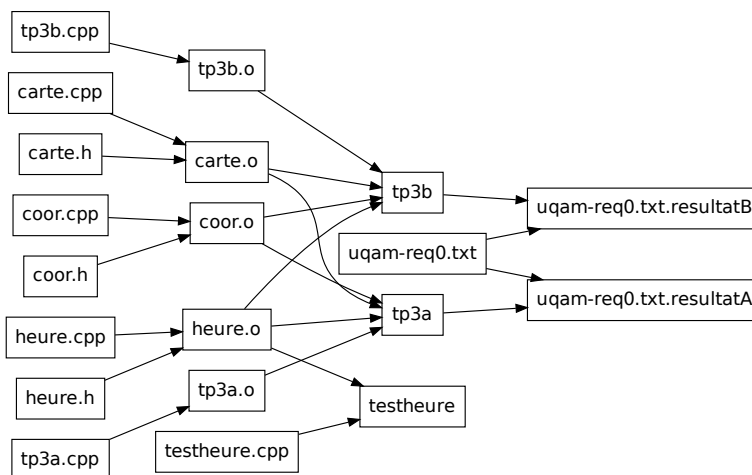 tp3b.cpp
tp3b.o
carte.cpp
carte.h
carte.o
tp3b
coor.cpp
coor.o
uqam-req0.txt.resultatB
uqam-req0.txt
coor.h
uqam-req0.txt.resultatA
heure.cpp
heure.o
tp3a
heure.h
tp3a.o
testheure
tp3a.cpp
testheure.cpp